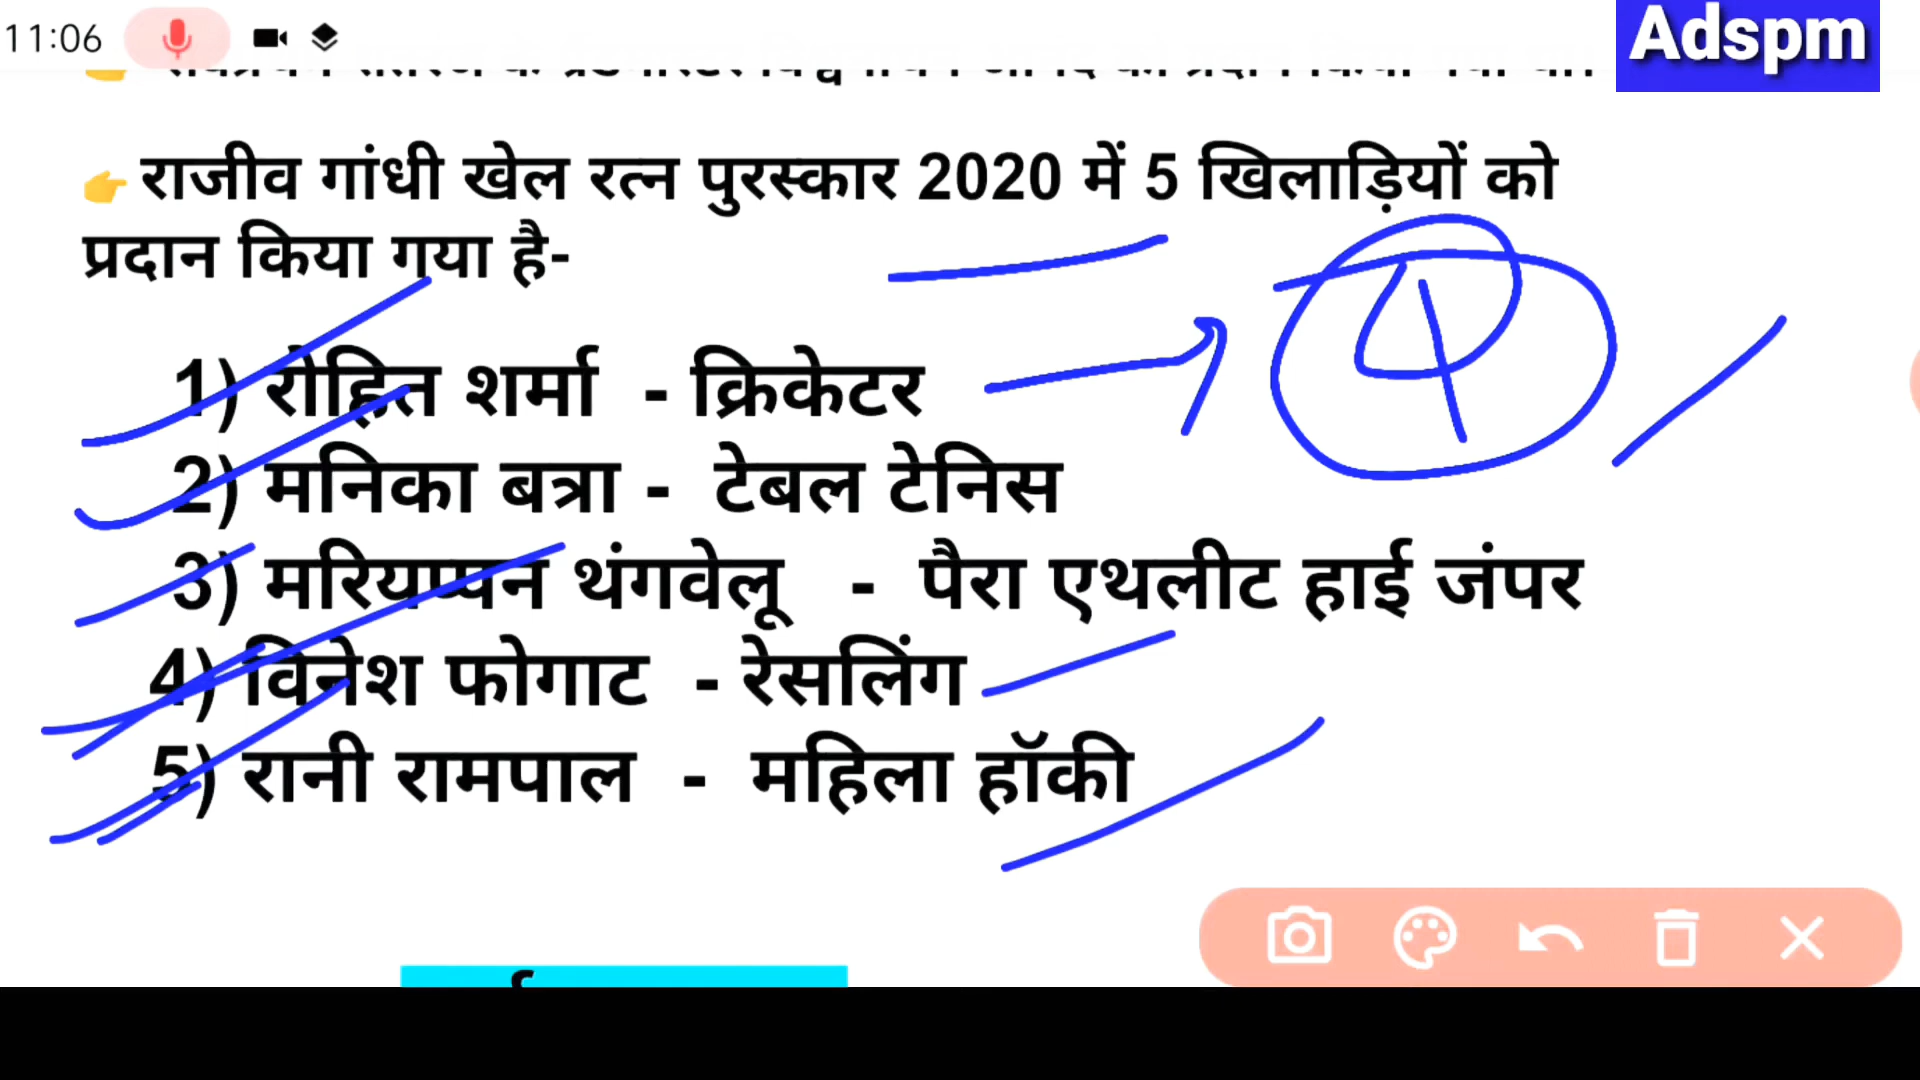 11:06
Adspm
👉 राजीव गांधी खेल रत्न पुरस्कार 2020 में 5 खिलाड़ियों को
प्रदान किया गया है-
1) रोहित शर्मा - क्रिकेटर
4
2) मनिका बत्रा - टेबल टेनिस
3) मरियप्पन थंगवेलू - पैरा एथलीट हाई जंपर
4) विनेश फोगाट - रेसलिंग
5) रानी रामपाल - महिला हॉकी